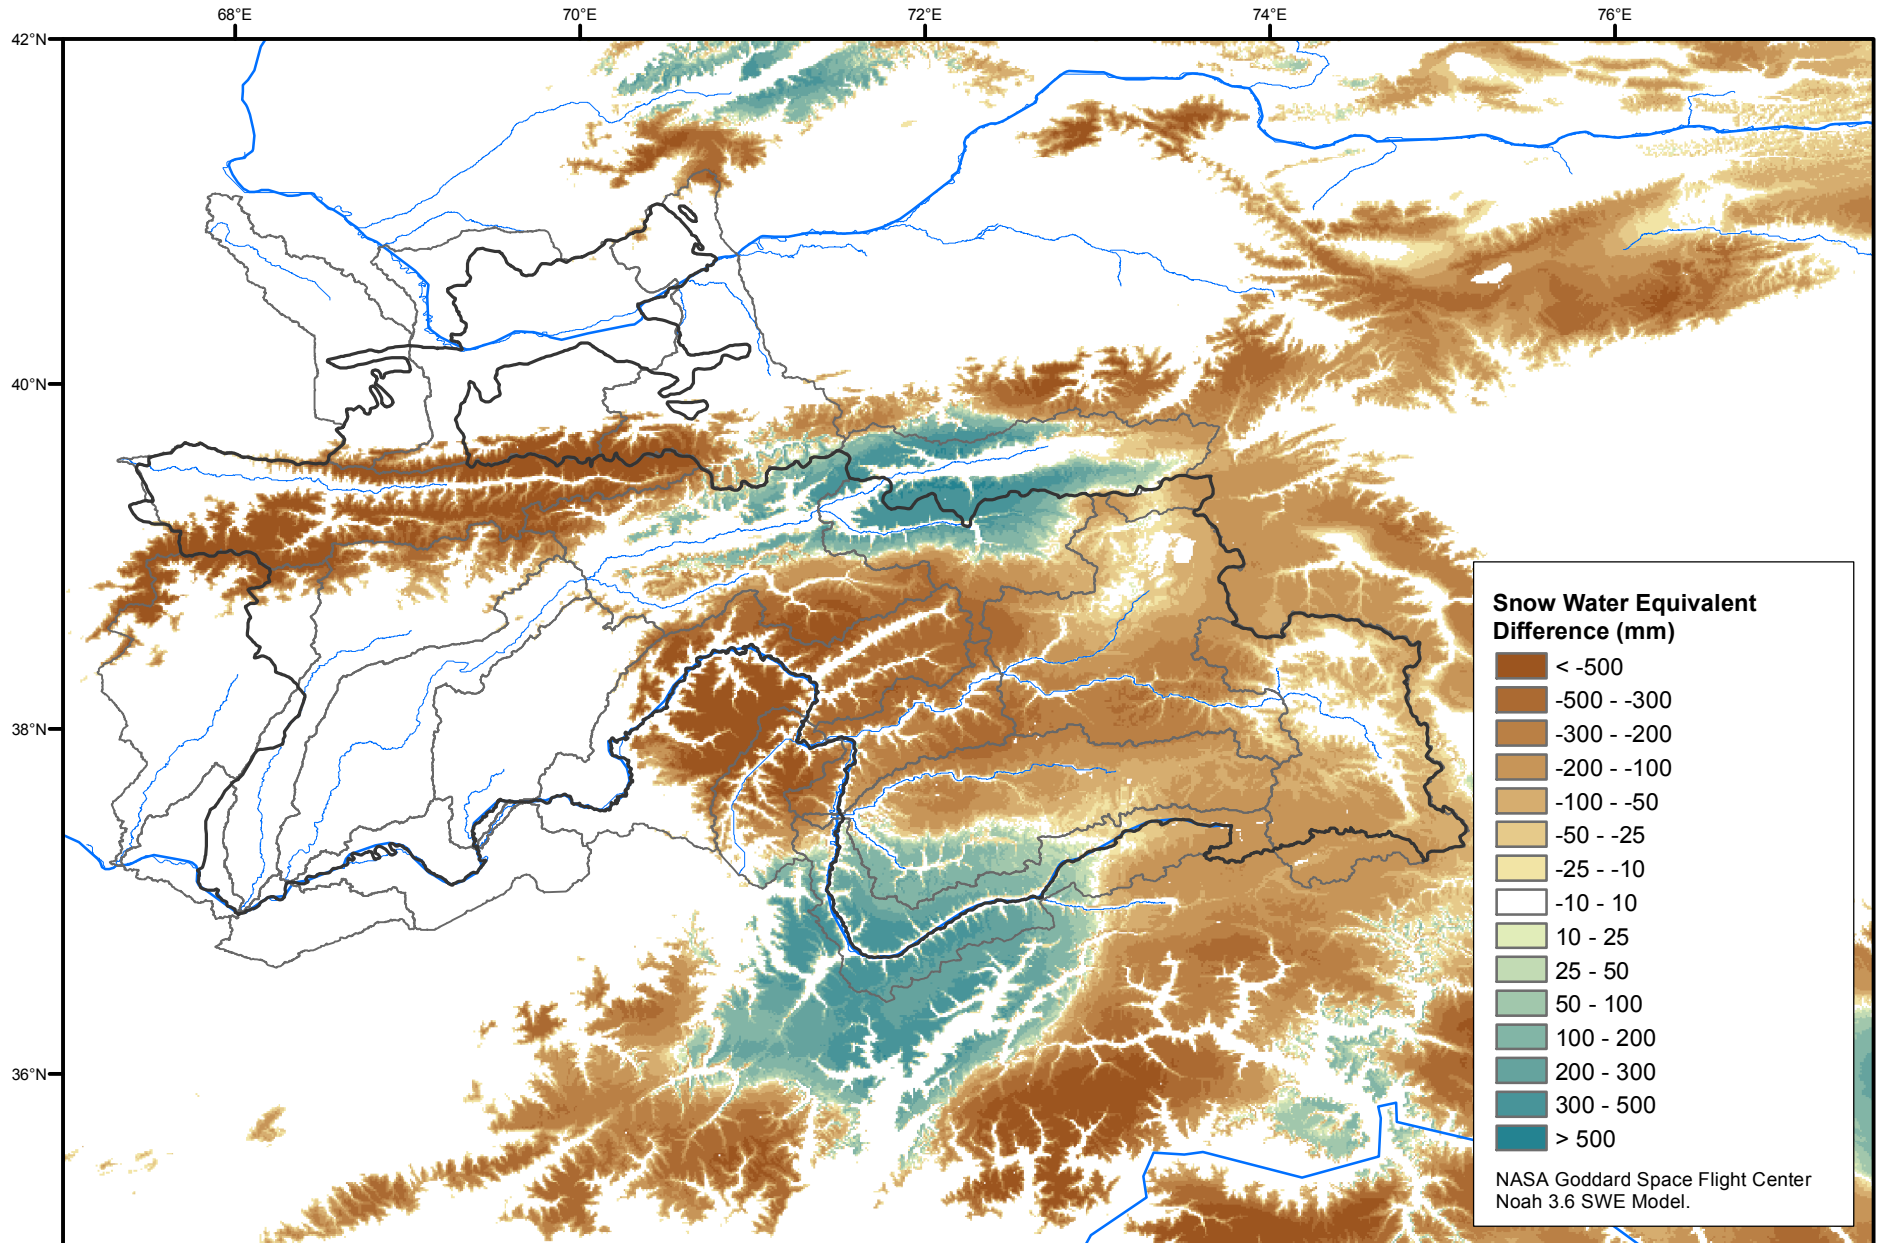 68°E 70°E 72°E 74°E 76°E
42°N
40°N
38°N
36°N
Snow Water Equivalent
Difference (mm)
< -500
-500 - -300
-300 - -200
-200 - -100
-100 - -50
-50 - -25
-25 - -10
-10 - 10
10 - 25
25 - 50
50 - 100
100 - 200
200 - 300
300 - 500
> 500
NASA Goddard Space Flight Center
Noah 3.6 SWE Model.